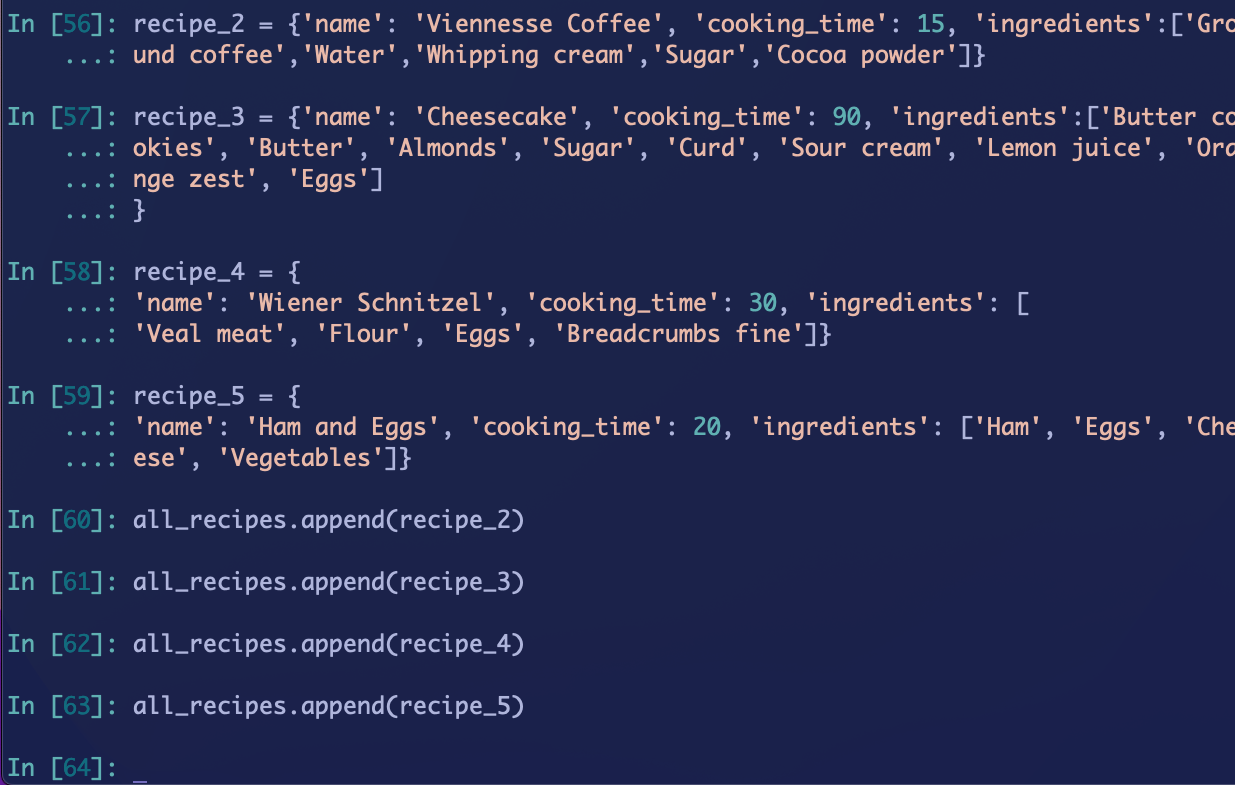 In [56]: recipe_2 = {'name': 'Viennesse Coffee', 'cooking_time': 15, 'ingredients':['Gro
...: und coffee','Water','Whipping cream','Sugar','Cocoa powder']}
In [57]: recipe_3 = {'name': 'Cheesecake', 'cooking_time': 90, 'ingredients':['Butter co
...: okies', 'Butter', 'Almonds', 'Sugar', 'Curd', 'Sour cream', 'Lemon juice', 'Ora
...: nge zest', 'Eggs']
...: }
In [58]: recipe_4 = {
...: 'name': 'Wiener Schnitzel', 'cooking_time': 30, 'ingredients': [
...: 'Veal meat', 'Flour', 'Eggs', 'Breadcrumbs fine']}
In [59]: recipe_5 = {
...: 'name': 'Ham and Eggs', 'cooking_time': 20, 'ingredients': ['Ham', 'Eggs', 'Che
...: ese', 'Vegetables']}
In [60]: all_recipes.append(recipe_2)
In [61]: all_recipes.append(recipe_3)
In [62]: all_recipes.append(recipe_4)
In [63]: all_recipes.append(recipe_5)
In [64]: _